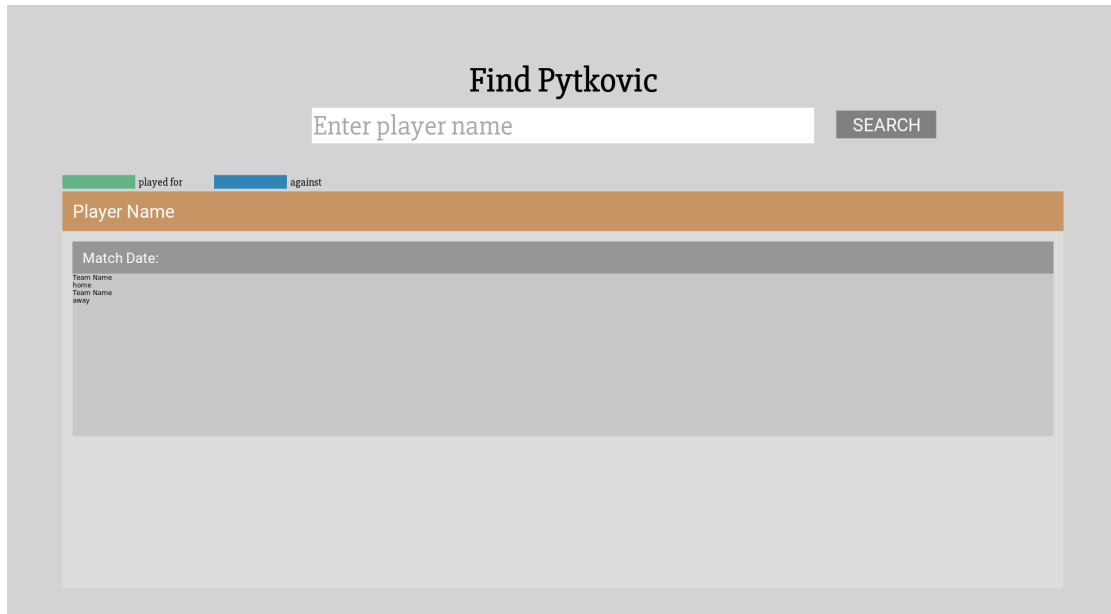 Find Pytkovic
Enter player name
SEARCH
played for
against
Player Name
Match Date:
Team Name
home
Team Name
away